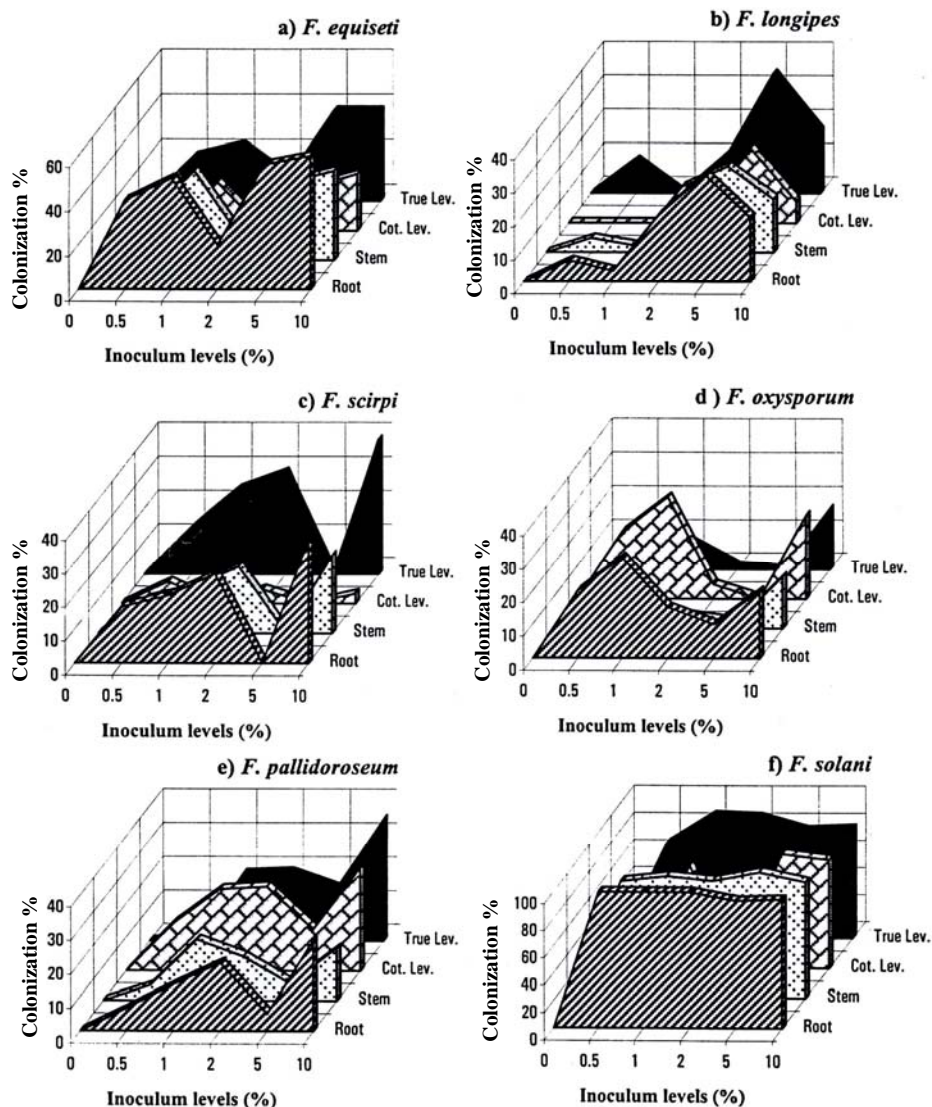 a) F. equiseti
Colonization %
60
40
20
0
0 0.5 1 2 5 10
True Lev.
Cot. Lev.
Stem
Root
Inoculum levels (%)
b) F. longipes
Colonization %
40
30
20
10
0
0 0.5 1 2 5 10
True Lev.
Cot. Lev.
Stem
Root
Inoculum levels (%)
c) F. scirpi
Colonization %
40
30
20
10
0
0 0.5 1 2 5 10
True Lev.
Cot. Lev.
Stem
Root
Inoculum levels (%)
d ) F. oxysporum
Colonization %
40
30
20
10
0
0 0.5 1 2 5 10
True Lev.
Cot. Lev.
Stem
Root
Inoculum levels (%)
e) F. pallidoroseum
Colonization %
40
30
20
10
0
0 0.5 1 2 5 10
True Lev.
Cot. Lev.
Stem
Root
Inoculum levels (%)
f) F. solani
Colonization %
100
80
60
40
20
0
0 0.5 1 2 5 10
True Lev.
Cot. Lev.
Stem
Root
Inoculum levels (%)